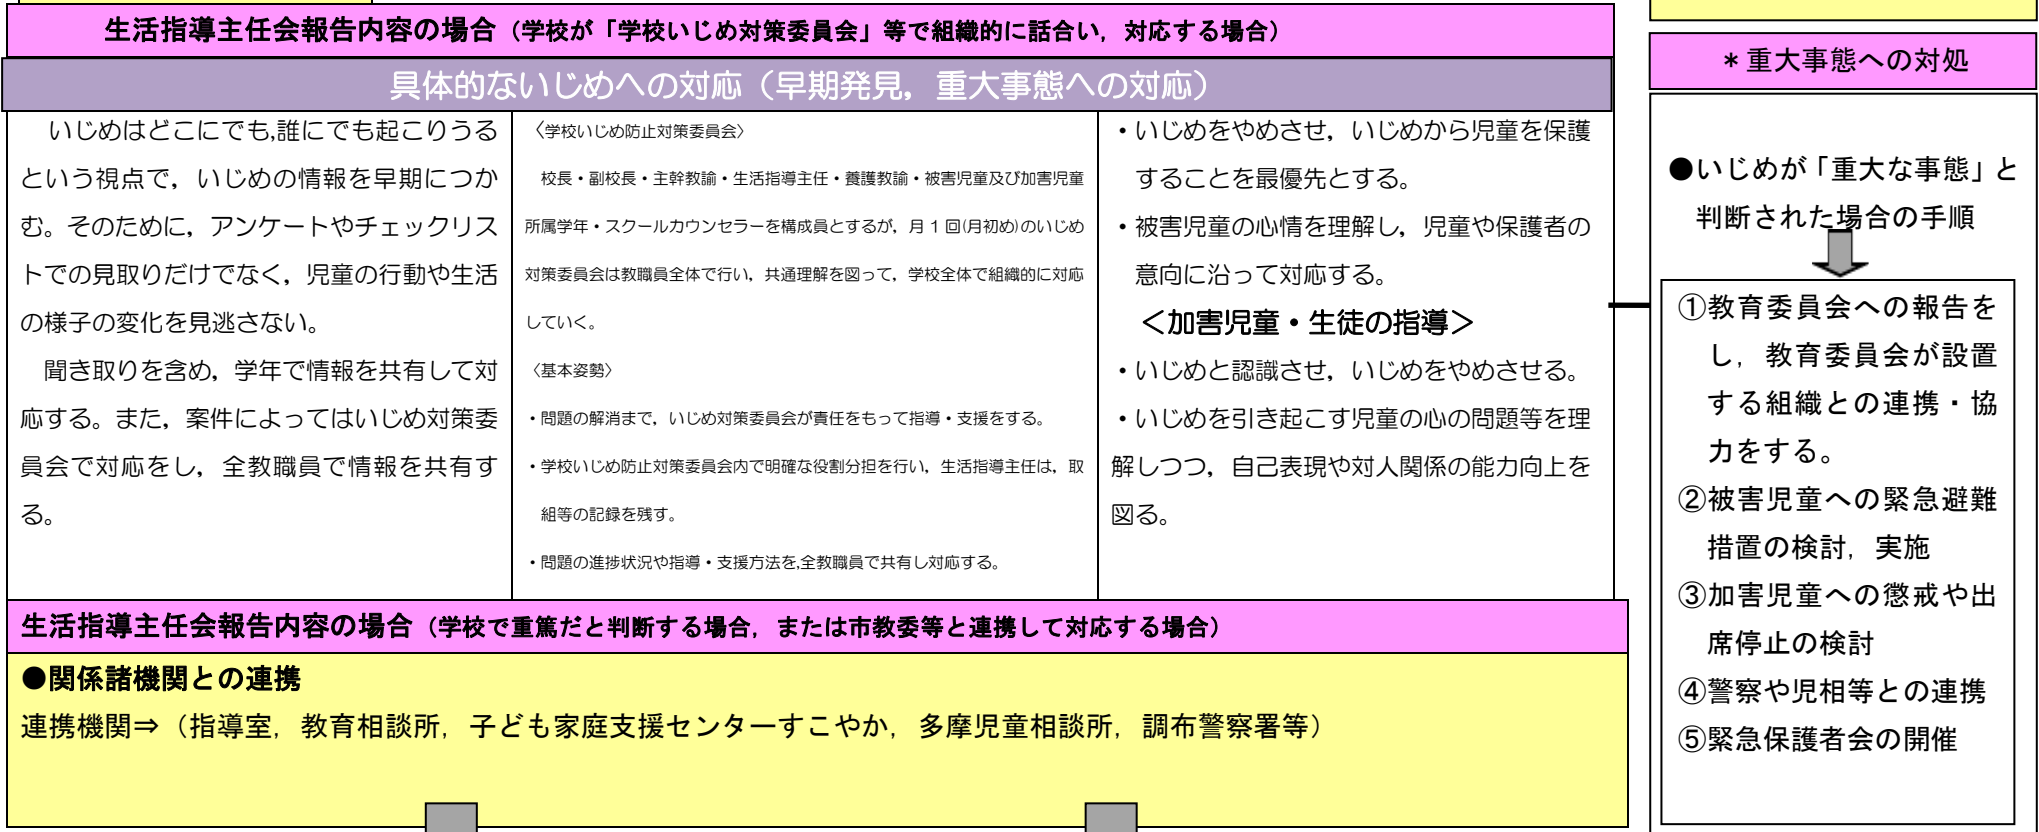 生活指導主任会報告内容の場合（学校が「学校いじめ対策委員会」等で組織的に話合い，対応する場合）
具体的ないじめへの対応（早期発見，重大事態への対応）
いじめはどこにでも,誰にでも起こりうる
という視点で，いじめの情報を早期につか
む。そのために，アンケートやチェックリス
トでの見取りだけでなく，児童の行動や生活
の様子の変化を見逃さない。
聞き取りを含め，学年で情報を共有して対
応する。また，案件によってはいじめ対策委
員会で対応をし，全教職員で情報を共有す
る。
〈学校いじめ防止対策委員会〉
校長・副校長・主幹教諭・生活指導主任・養護教諭・被害児童及び加害児童
所属学年・スクールカウンセラーを構成員とするが，月１回(月初め)のいじめ
対策委員会は教職員全体で行い，共通理解を図って，学校全体で組織的に対応
していく。
〈基本姿勢〉
・問題の解消まで，いじめ対策委員会が責任をもって指導・支援をする。
・学校いじめ防止対策委員会内で明確な役割分担を行い，生活指導主任は，取
組等の記録を残す。
・問題の進捗状況や指導・支援方法を,全教職員で共有し対応する。
・いじめをやめさせ，いじめから児童を保護
することを最優先とする。
・被害児童の心情を理解し，児童や保護者の
意向に沿って対応する。
＜加害児童・生徒の指導＞
・いじめと認識させ，いじめをやめさせる。
・いじめを引き起こす児童の心の問題等を理
解しつつ，自己表現や対人関係の能力向上を
図る。
生活指導主任会報告内容の場合（学校で重篤だと判断する場合，または市教委等と連携して対応する場合）
●関係諸機関との連携
連携機関⇒（指導室，教育相談所，子ども家庭支援センターすこやか，多摩児童相談所，調布警察署等）
＊重大事態への対処
●いじめが「重大な事態」と
判断された場合の手順
①教育委員会への報告を
し，教育委員会が設置
する組織との連携・協
力をする。
②被害児童への緊急避難
措置の検討，実施
③加害児童への懲戒や出
席停止の検討
④警察や児相等との連携
⑤緊急保護者会の開催